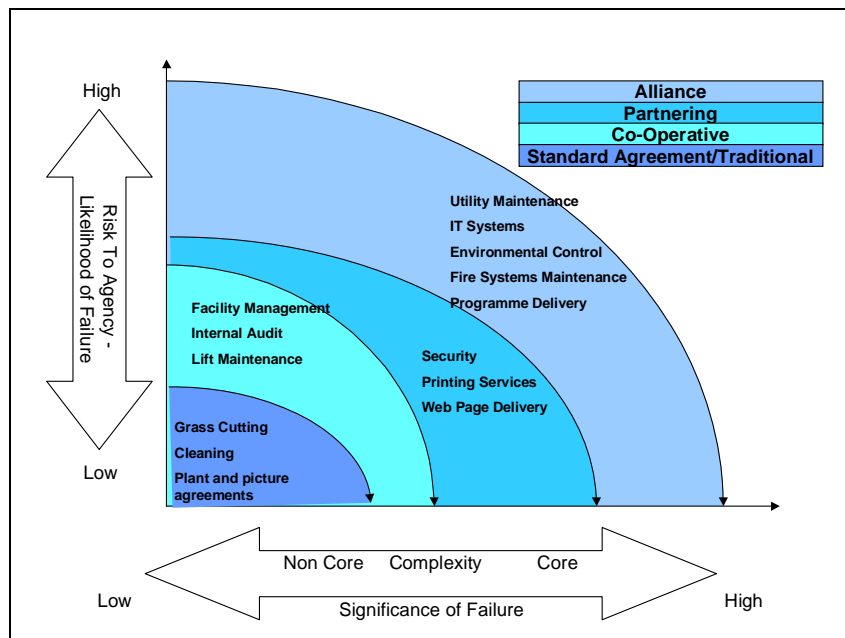 High
Alliance
Partnering
Co-Operative
Standard Agreement/Traditional
Risk To Agency -
Likelihood of Failure
Utility Maintenance
IT Systems
Environmental Control
Fire Systems Maintenance
Programme Delivery
Facility Management
Internal Audit
Lift Maintenance
Security
Printing Services
Web Page Delivery
Grass Cutting
Cleaning
Plant and picture
agreements
Low
Non Core Complexity Core
Low
High
Significance of Failure